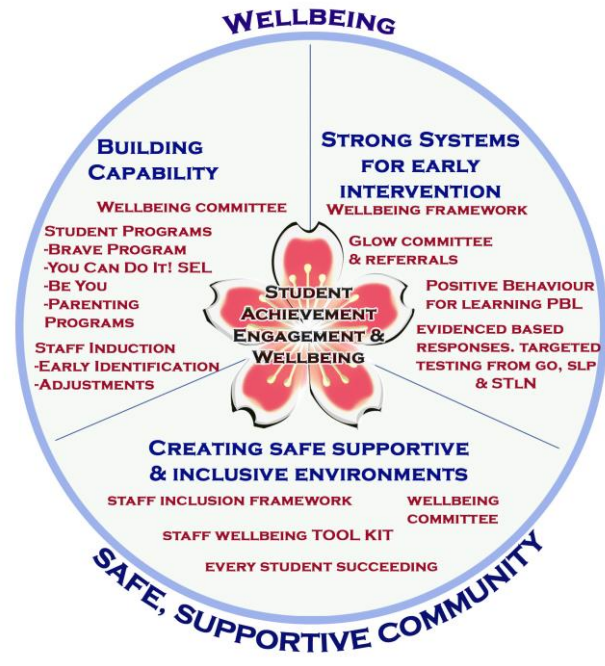 WELLBEING
BUILDING
CAPABILITY
WELLBEING COMMITTEE
STUDENT PROGRAMS
-BRAVE PROGRAM
-YOU CAN DO IT! SEL
-BE YOU
-PARENTING
PROGRAMS
STAFF INDUCTION
-EARLY IDENTIFICATION
-ADJUSTMENTS
STRONG SYSTEMS
FOR EARLY
INTERVENTION
WELLBEING FRAMEWORK
GLOW COMMITTEE
& REFERRALS
POSITIVE BEHAVIOUR
FOR LEARNING PBL
EVIDENCED BASED
RESPONSES. TARGETED
TESTING FROM GO, SLP
& STLN
STUDENT
ACHIEVEMENT
ENGAGEMENT &
WELLBEING
CREATING SAFE SUPPORTIVE
& INCLUSIVE ENVIRONMENTS
STAFF INCLUSION FRAMEWORK
WELLBEING
COMMITTEE
STAFF WELLBEING TOOL KIT
EVERY STUDENT SUCCEEDING
SAFE, SUPPORTIVE COMMUNITY